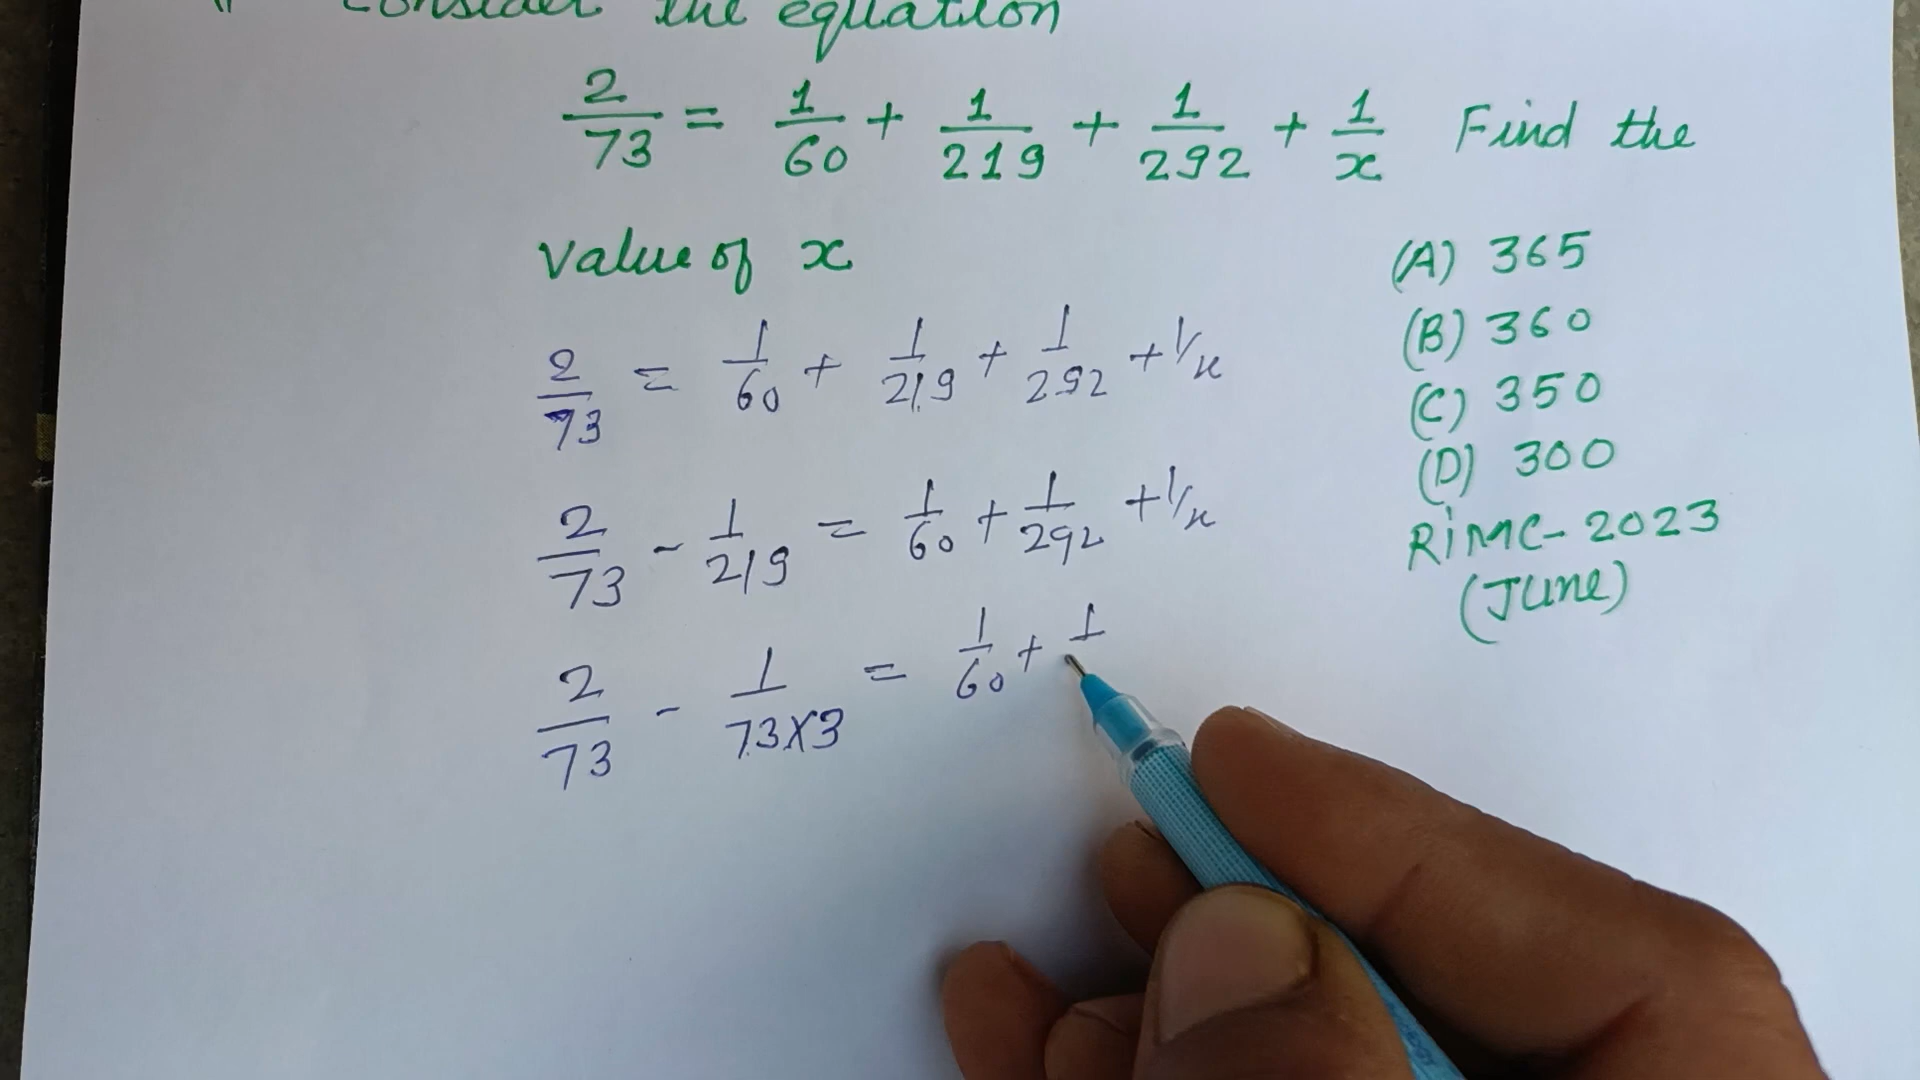 Consider the equation
2/73 = 1/60 + 1/219 + 1/292 + 1/x Find the
value of x
(A) 365
(B) 360
(C) 350
(D) 300
RiMC-2023
(June)
2/73 = 1/60 + 1/219 + 1/292 + 1/x
2/73 - 1/219 = 1/60 + 1/292 + 1/x
2/73 - 1/73x3 = 1/60 + 1